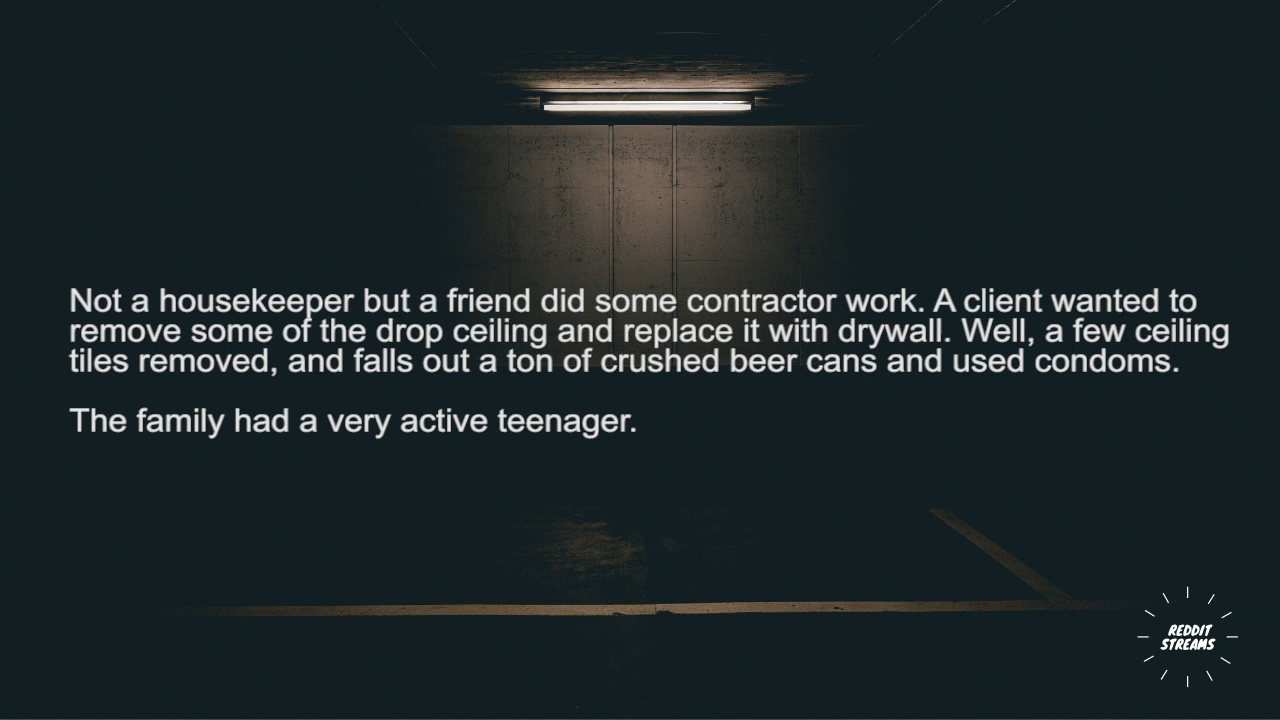 Not a housekeeper but a friend did some contractor work. A client wanted to
remove some of the drop ceiling and replace it with drywall. Well, a few ceiling
tiles removed, and falls out a ton of crushed beer cans and used condoms.
The family had a very active teenager.
REDDIT
STREAMS